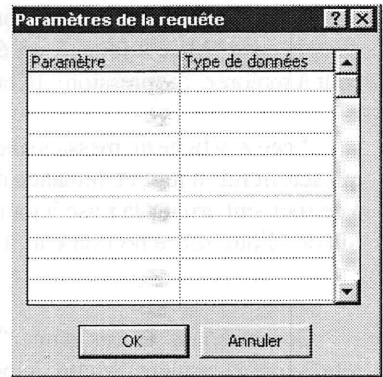 Paramètres de la requête
Paramètre Type de données
OK Annuler